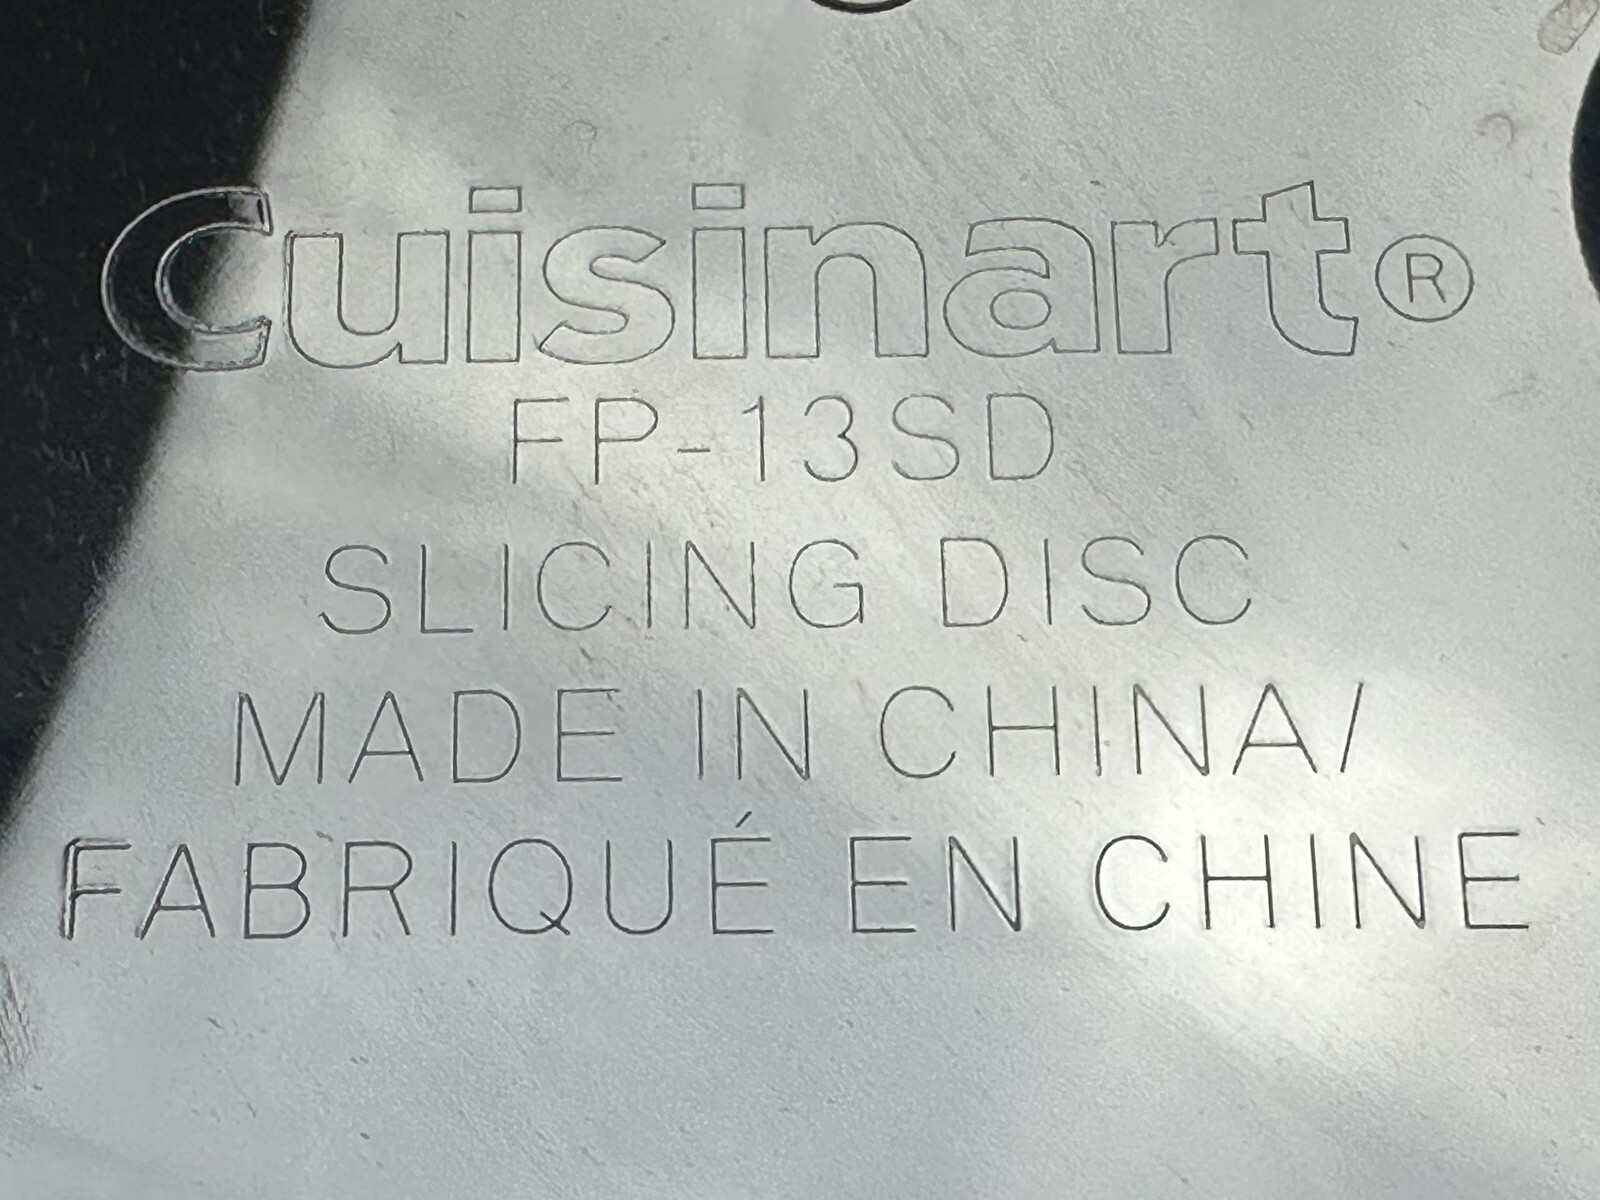 Cuisinart®
FP-13SD
SLICING DISC
MADE IN CHINA/
FABRIQUÉ EN CHINE